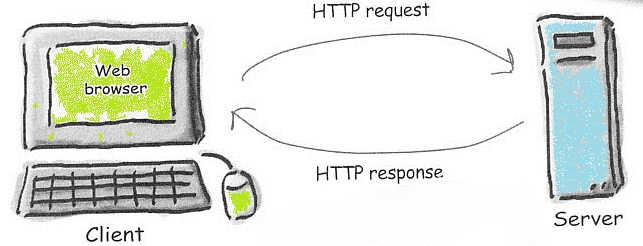 HTTP request
Web
browser
HTTP response
Client
Server